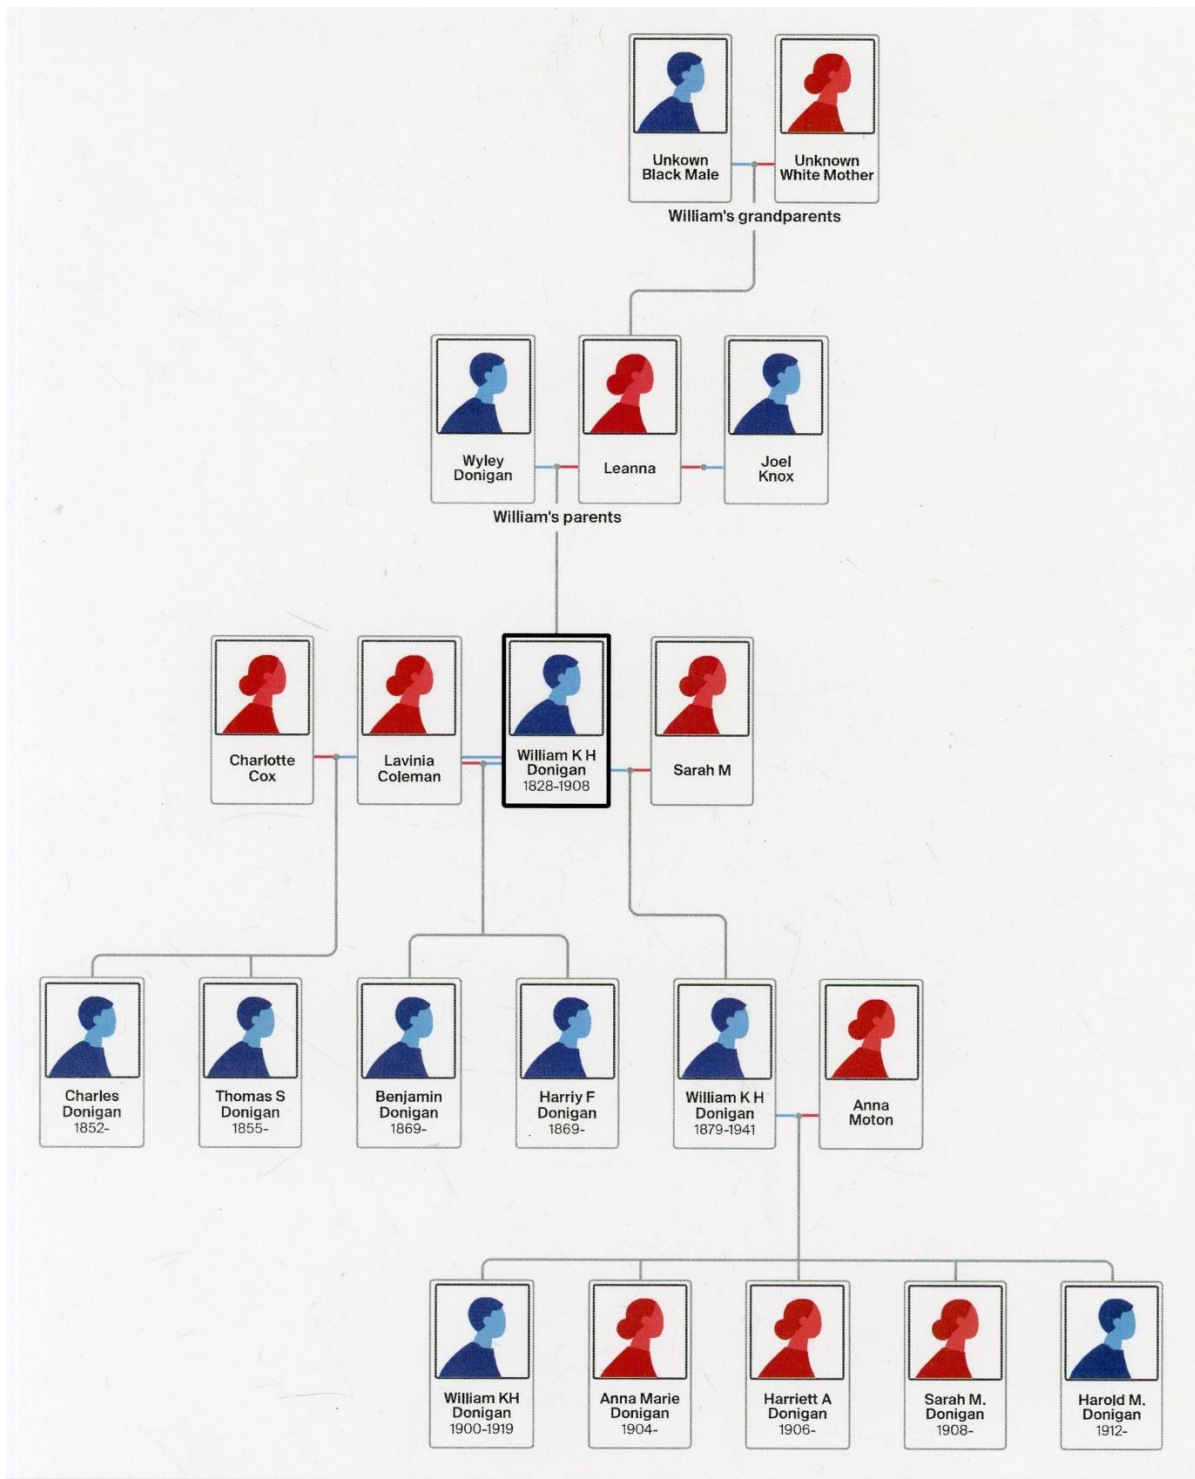 Unkown
Black Male
Unknown
White Mother
William's grandparents
Wyley
Donigan
Leanna
Joel
Knox
William's parents
Charlotte
Cox
Lavinia
Coleman
William K H
Donigan
1828-1908
Sarah M
Charles
Donigan
1852-
Thomas S
Donigan
1855-
Benjamin
Donigan
1869-
Harriy F
Donigan
1869-
William K H
Donigan
1879-1941
Anna
Moton
William KH
Donigan
1900-1919
Anna Marie
Donigan
1904-
Harriett A
Donigan
1906-
Sarah M.
Donigan
1908-
Harold M.
Donigan
1912-